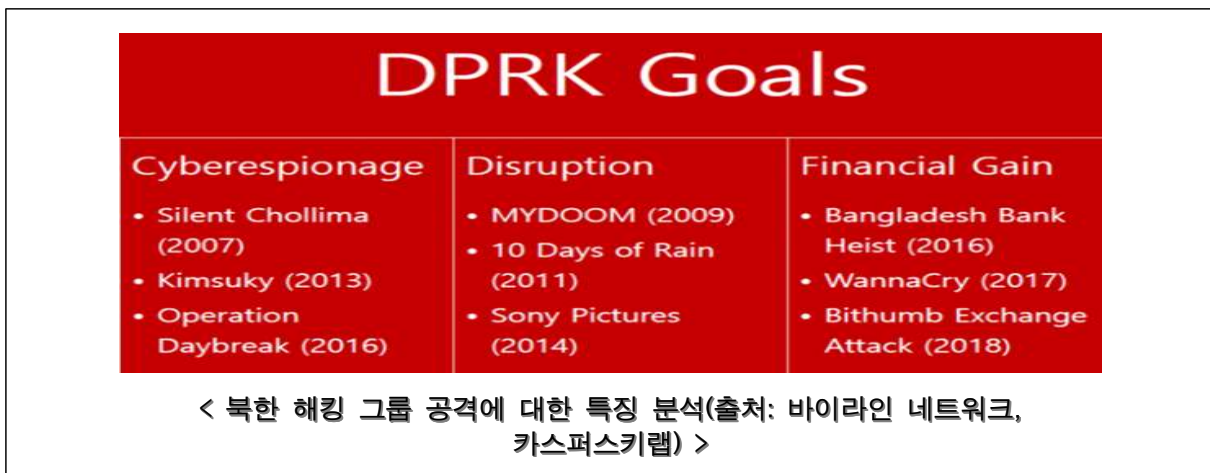 DPRK Goals
Cyberespionage
• Silent Chollima
(2007)
• Kimsuky (2013)
• Operation
Daybreak (2016)
Disruption
• MYDOOM (2009)
• 10 Days of Rain
(2011)
• Sony Pictures
(2014)
Financial Gain
• Bangladesh Bank
Heist (2016)
• WannaCry (2017)
• Bithumb Exchange
Attack (2018)
< 북한 해킹 그룹 공격에 대한 특징 분석(출처: 바이라인 네트워크,
카스퍼스키랩) >